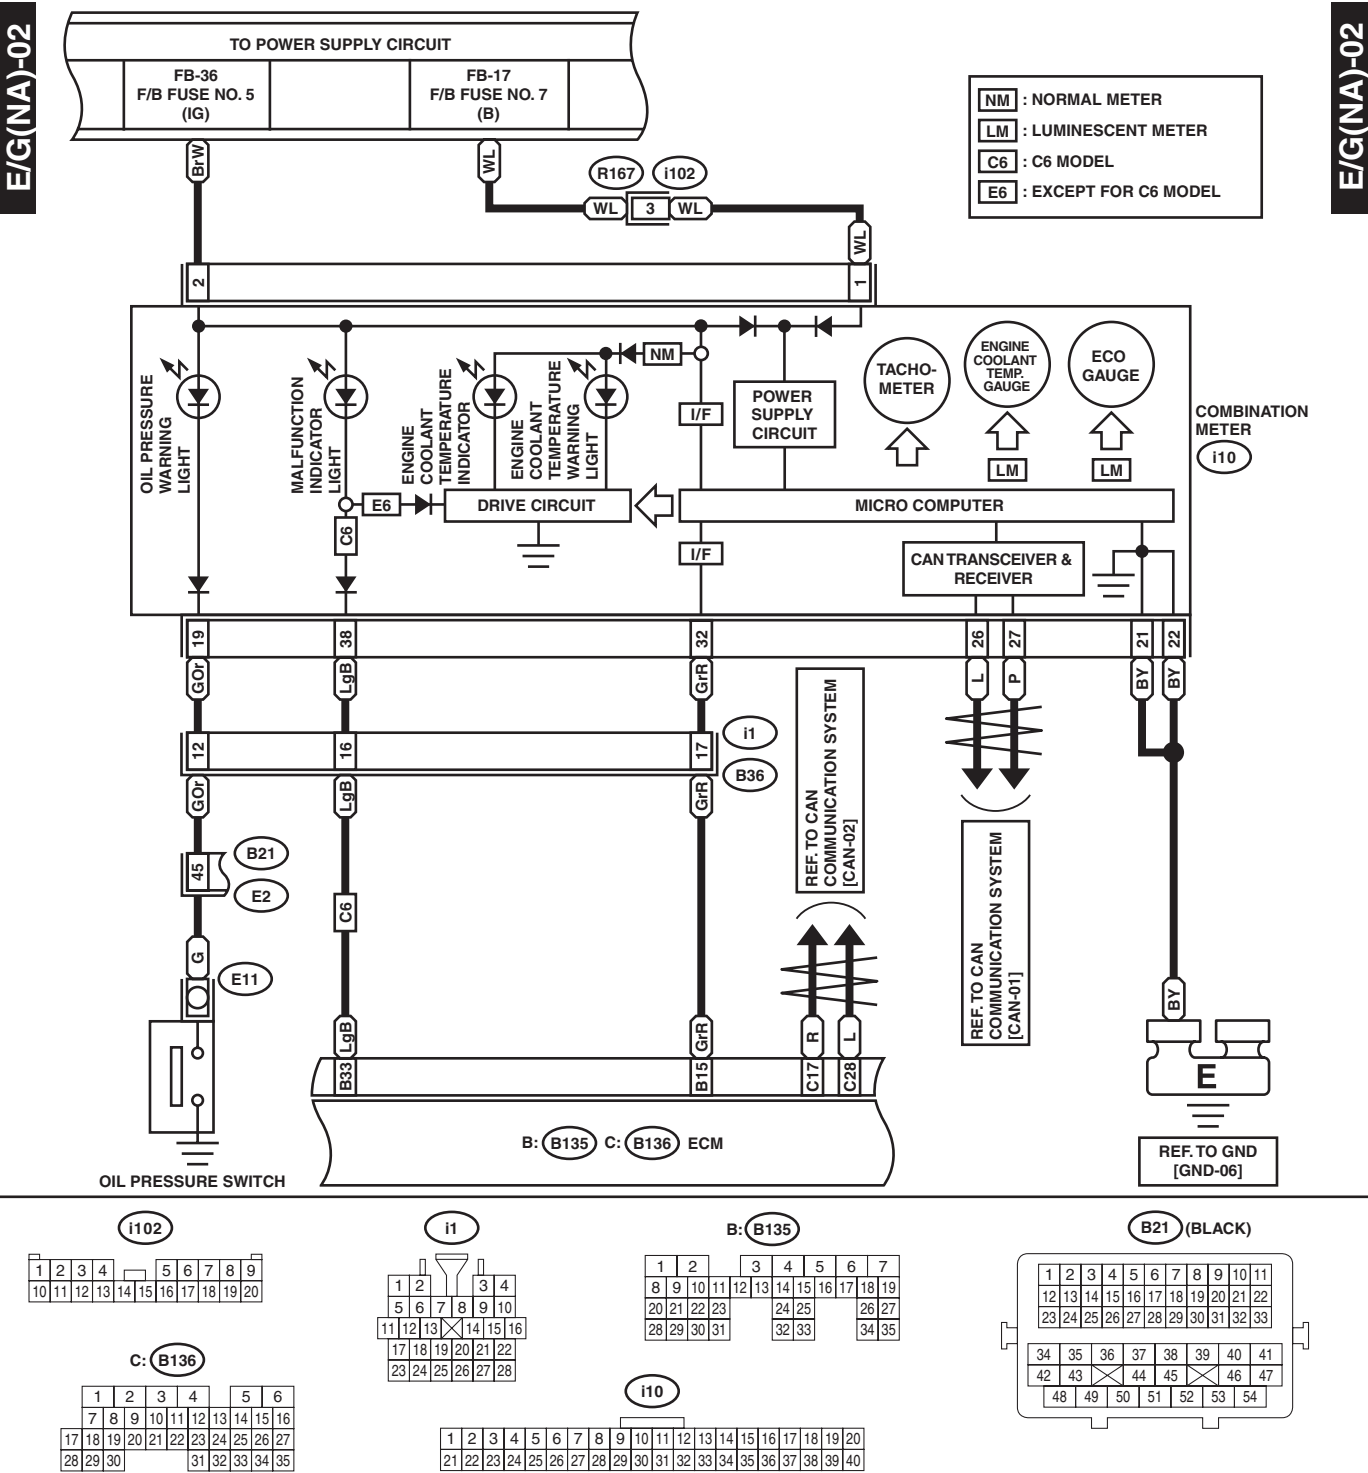 E/G(NA)-02
E/G(NA)-02
TO POWER SUPPLY CIRCUIT
FB-36
F/B FUSE NO. 5
(IG)
FB-17
F/B FUSE NO. 7
(B)
NM : NORMAL METER
LM : LUMINESCENT METER
C6 : C6 MODEL
E6 : EXCEPT FOR C6 MODEL
BrW
WL
R167 i102
WL 3 WL
WL
2
1
OIL PRESSURE
WARNING
LIGHT
MALFUNCTION
INDICATOR
LIGHT
ENGINE
COOLANT
TEMPERATURE
INDICATOR
ENGINE
COOLANT
TEMPERATURE
WARNING
LIGHT
NM
I/F
POWER
SUPPLY
CIRCUIT
TACHO-
METER
ENGINE
COOLANT
TEMP.
GAUGE
ECO
GAUGE
LM
LM
COMBINATION
METER
i10
E6
C6
DRIVE CIRCUIT
MICRO COMPUTER
I/F
CAN TRANSCEIVER &
RECEIVER
19 38 32 26 27 21 22
GOr LgB GrR L P BY BY
12 16 17
i1
B36
GOr LgB GrR
REF. TO CAN
COMMUNICATION SYSTEM
[CAN-02]
REF. TO CAN
COMMUNICATION SYSTEM
[CAN-01]
45
B21
E2
C6
G
E11
BY
LgB GrR R L
B33 B15 C17 C28
E
B: B135 C: B136 ECM
REF. TO GND
[GND-06]
OIL PRESSURE SWITCH
i102
1 2 3 4 5 6 7 8 9
10 11 12 13 14 15 16 17 18 19 20
C: B136
1 2 3 4 5 6
7 8 9 10 11 12 13 14 15 16
17 18 19 20 21 22 23 24 25 26 27
28 29 30 31 32 33 34 35
i1
1 2 3 4
5 6 7 8 9 10
11 12 13 14 15 16
17 18 19 20 21 22
23 24 25 26 27 28
B: B135
1 2 3 4 5 6 7
8 9 10 11 12 13 14 15 16 17 18 19
20 21 22 23 24 25 26 27
28 29 30 31 32 33 34 35
i10
1 2 3 4 5 6 7 8 9 10 11 12 13 14 15 16 17 18 19 20
21 22 23 24 25 26 27 28 29 30 31 32 33 34 35 36 37 38 39 40
B21 (BLACK)
1 2 3 4 5 6 7 8 9 10 11
12 13 14 15 16 17 18 19 20 21 22
23 24 25 26 27 28 29 30 31 32 33
34 35 36 37 38 39 40 41
42 43 44 45 46 47
48 49 50 51 52 53 54